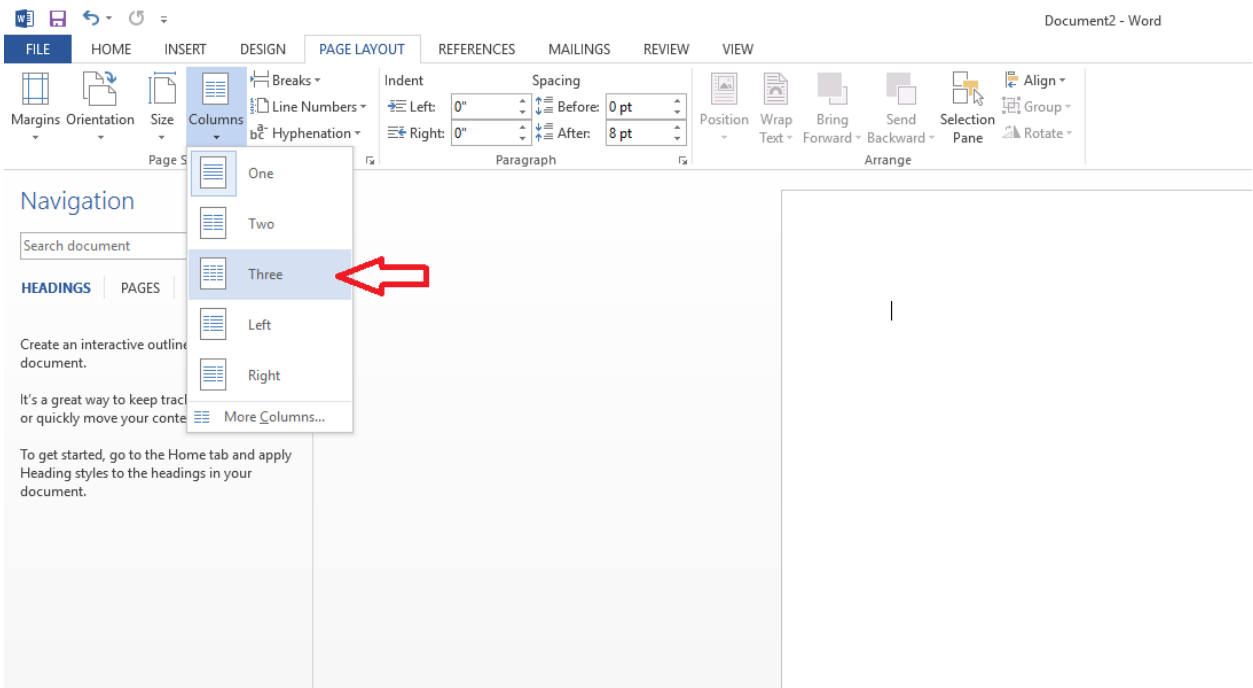 Document2 - Word
FILE HOME INSERT DESIGN PAGE LAYOUT REFERENCES MAILINGS REVIEW VIEW
Margins Orientation Size Columns
Breaks
Line Numbers
Hyphenation
Indent
Left: 0"
Right: 0"
Spacing
Before: 0 pt
After: 8 pt
Position Wrap Text Bring Forward Send Backward Selection Pane
Align
Group
Rotate
Page S
Paragraph
Arrange
One
Two
Three
Left
Right
More Columns...
Navigation
Search document
HEADINGS PAGES
Create an interactive outline
document.
It's a great way to keep trac
or quickly move your conte
To get started, go to the Home tab and apply
Heading styles to the headings in your
document.